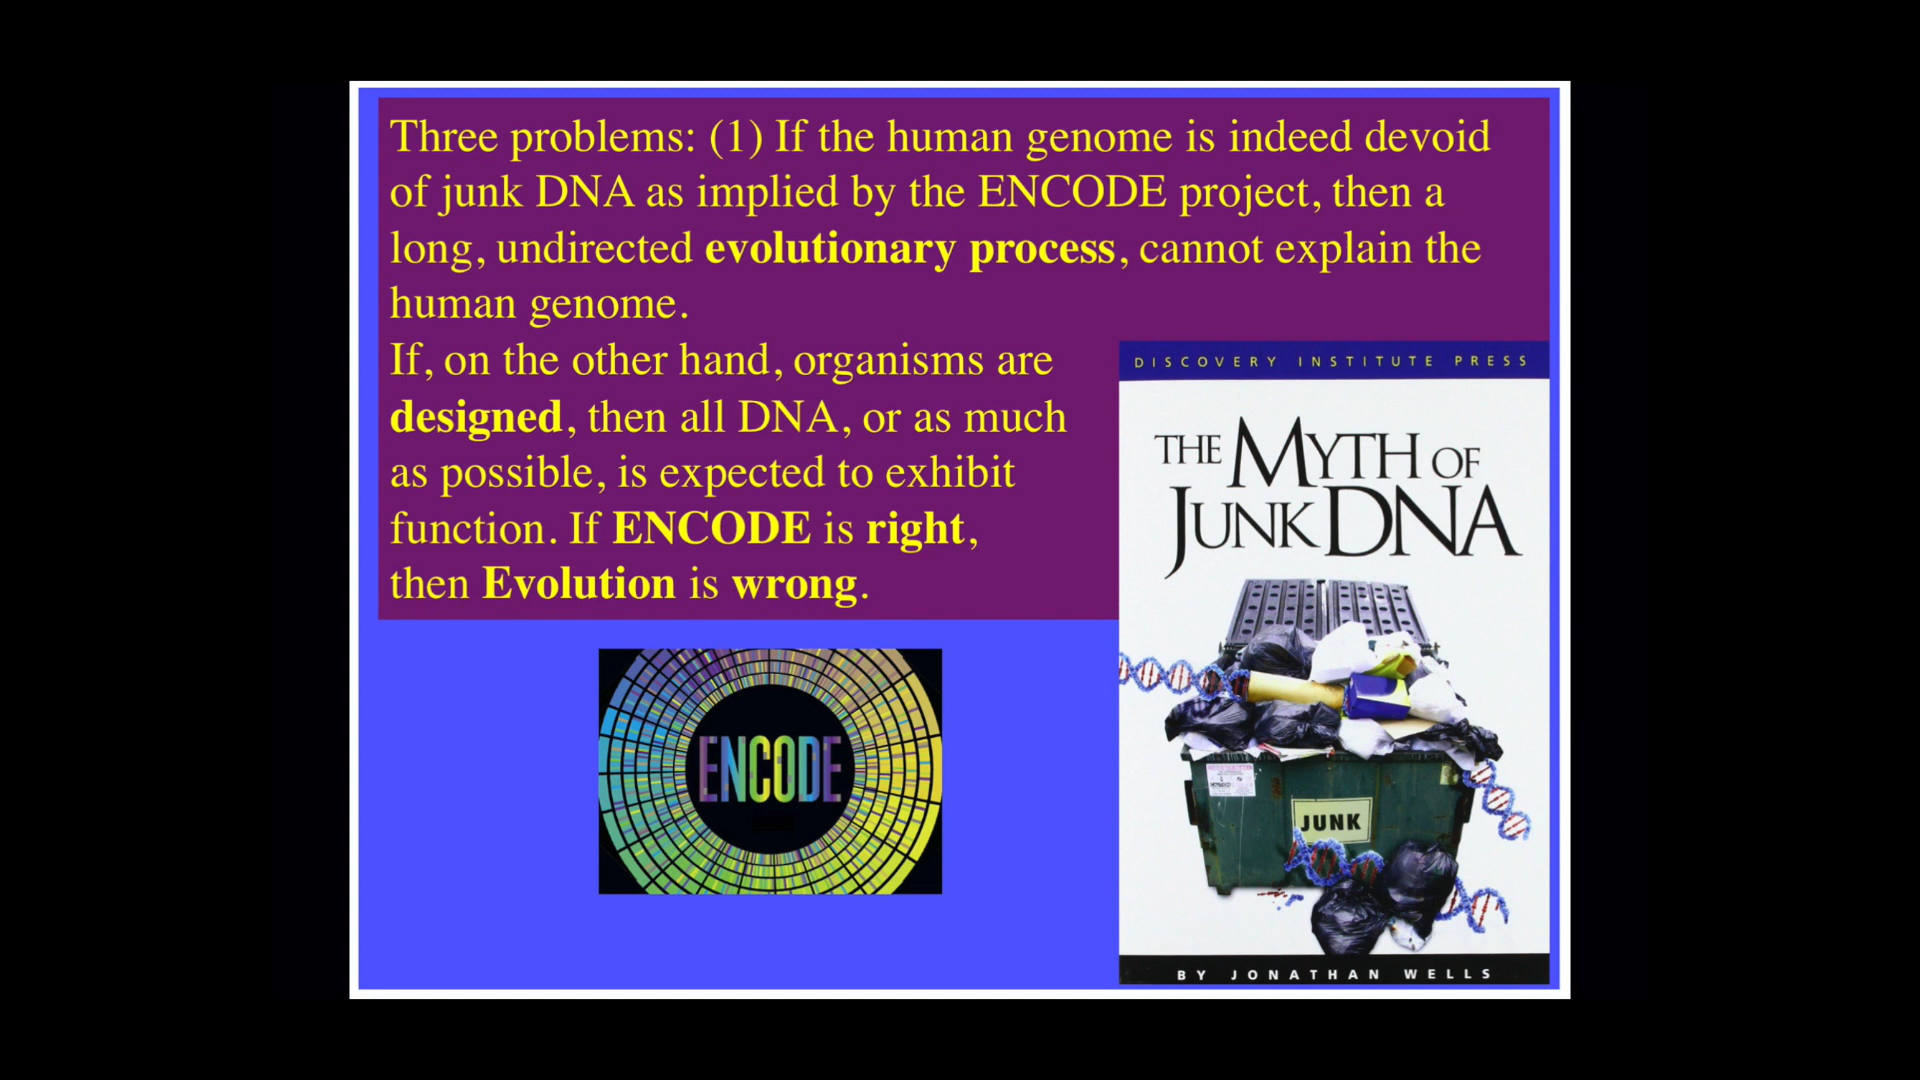 Three problems: (1) If the human genome is indeed devoid
of junk DNA as implied by the ENCODE project, then a
long, undirected evolutionary process, cannot explain the
human genome.
If, on the other hand, organisms are
designed, then all DNA, or as much
as possible, is expected to exhibit
function. If ENCODE is right,
then Evolution is wrong.
DISCOVERY INSTITUTE PRESS
THE MYTH OF
JUNK DNA
JUNK
BY JONATHAN WELLS
ENCODE